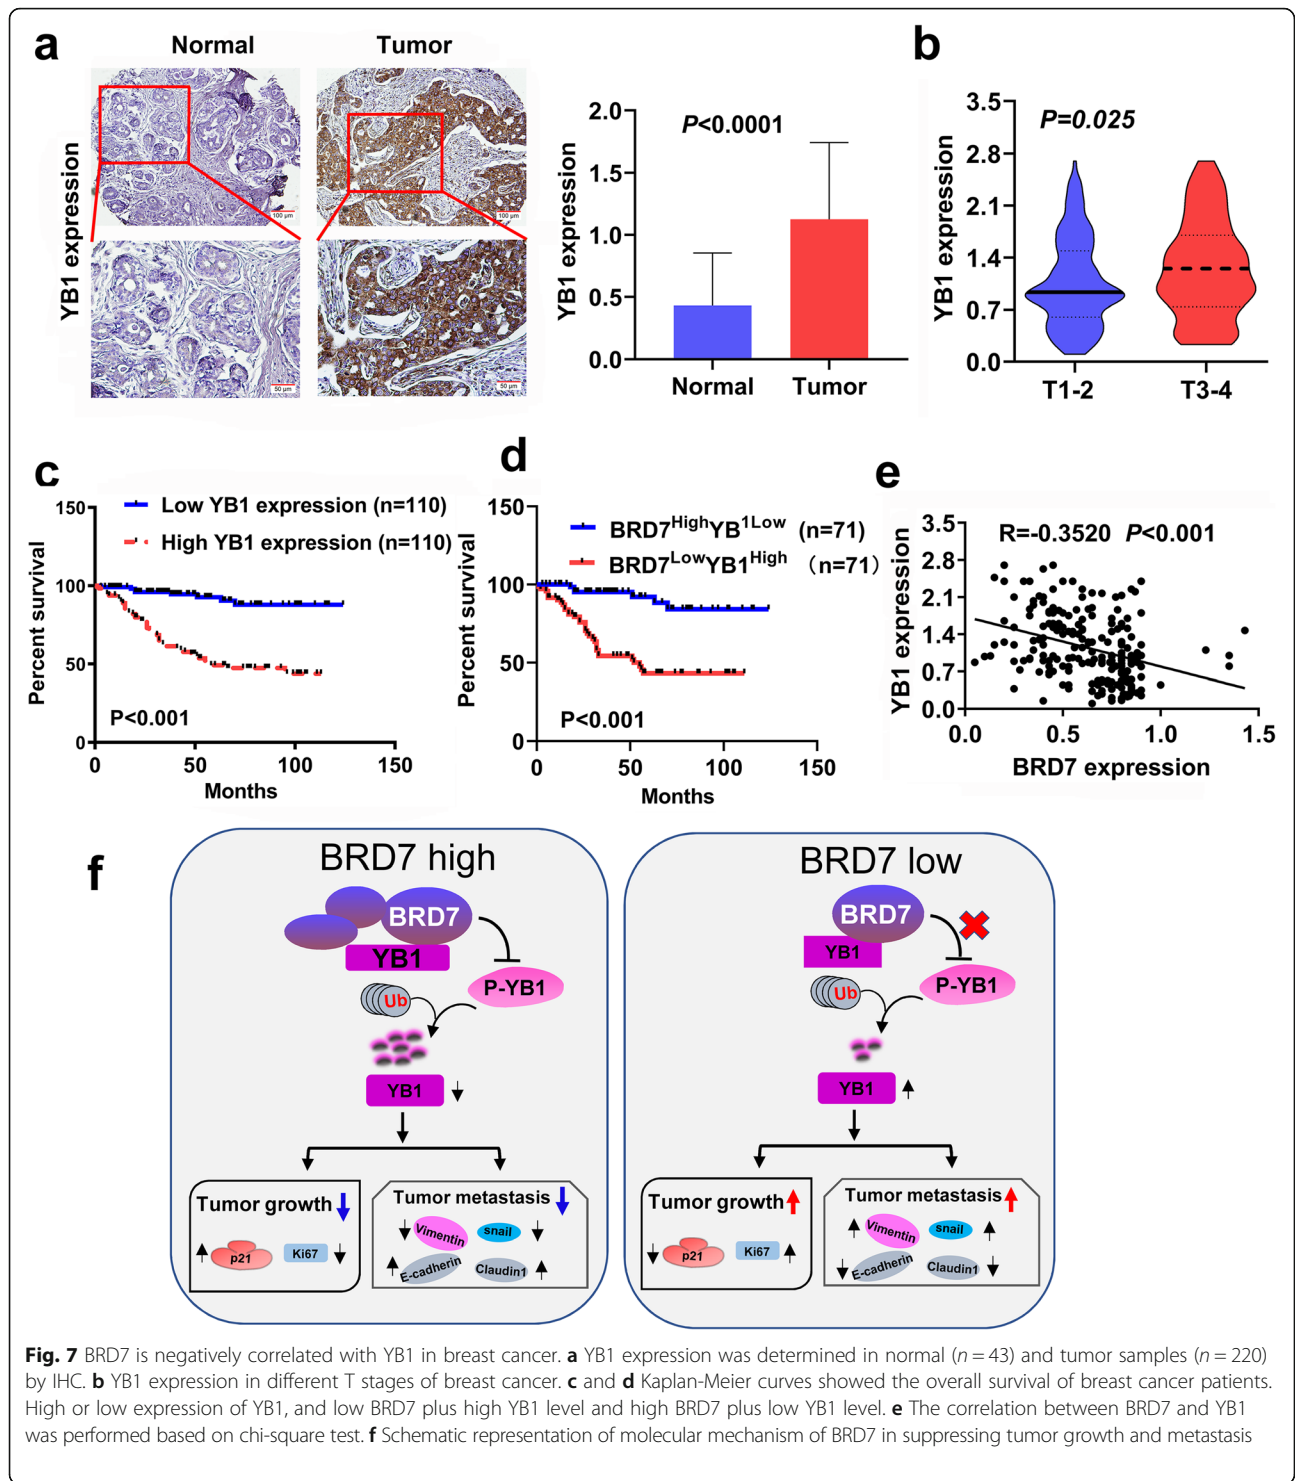 a
Normal
Tumor
YB1 expression
100 μm
100 μm
50 μm
50 μm
YB1 expression
2.0
1.5
1.0
0.5
0.0
P<0.0001
Normal
Tumor
b
YB1 expression
3.5
2.8
2.1
1.4
0.7
0.0
P=0.025
T1-2
T3-4
c
Low YB1 expression (n=110)
High YB1 expression (n=110)
Percent survival
150
100
50
0
P<0.001
0
50
100
150
Months
d
BRD7HighYB1Low (n=71)
BRD7LowYB1High (n=71)
Percent survival
150
100
50
0
P<0.001
0
50
100
150
Months
e
R=-0.3520 P<0.001
YB1 expression
3.5
2.8
2.1
1.4
0.7
0.0
0.0
0.5
1.0
1.5
BRD7 expression
f
BRD7 high
BRD7
YB1
P-YB1
Ub
YB1
Tumor growth
p21
Ki67
Tumor metastasis
Vimentin
snail
E-cadherin
Claudin1
BRD7 low
BRD7
YB1
P-YB1
Ub
YB1
Tumor growth
p21
Ki67
Tumor metastasis
Vimentin
snail
E-cadherin
Claudin1
Fig. 7 BRD7 is negatively correlated with YB1 in breast cancer. a YB1 expression was determined in normal (n = 43) and tumor samples (n = 220)
by IHC. b YB1 expression in different T stages of breast cancer. c and d Kaplan-Meier curves showed the overall survival of breast cancer patients.
High or low expression of YB1, and low BRD7 plus high YB1 level and high BRD7 plus low YB1 level. e The correlation between BRD7 and YB1
was performed based on chi-square test. f Schematic representation of molecular mechanism of BRD7 in suppressing tumor growth and metastasis